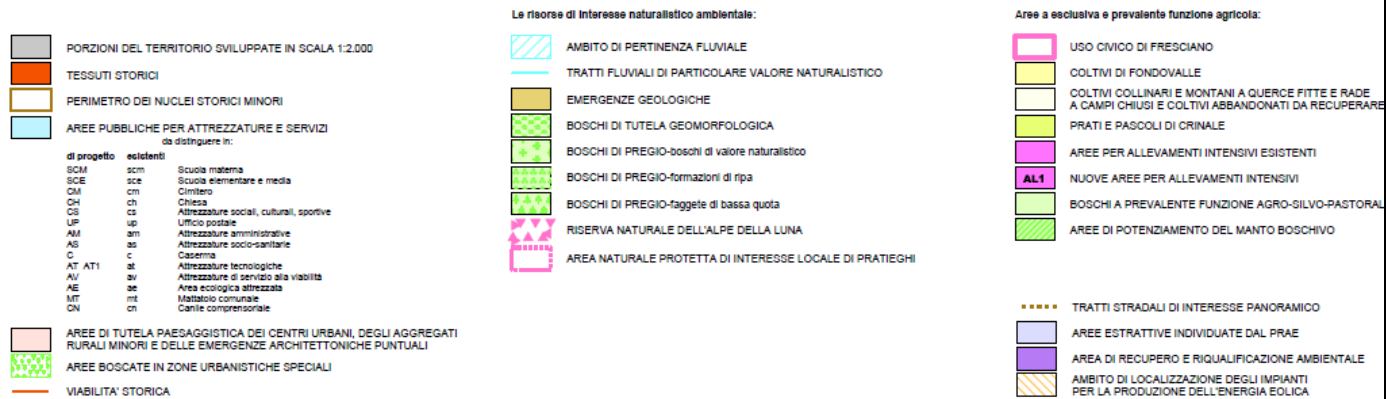 PORZIONI DEL TERRITORIO SVILUPPATE IN SCALA 1:2.000
TESSUTI STORICI
PERIMETRO DEI NUCLEI STORICI MINORI
AREE PUBBLICHE PER ATTREZZATURE E SERVIZI
da distinguere in:
di progetto esistenti
SCM scm Scuola materna
SCE sce Scuola elementare e media
CM cm Cimitero
CH ch Chiesa
CS cs Attrezzature sociali, culturali, sportive
UP up Ufficio postale
AM am Attrezzature amministrative
AS as Attrezzature socio-sanitarie
C c Caserma
AT AT1 at Attrezzature tecnologiche
AV av Attrezzature di servizio alla viabilità
AE ae Area ecologica attrezzata
MT mt Mattatoio comunale
CN cn Canile comprensoriale
AREE DI TUTELA PAESAGGISTICA DEI CENTRI URBANI, DEGLI AGGREGATI
RURALI MINORI E DELLE EMERGENZE ARCHITETTONICHE PUNTUALI
AREE BOSCATE IN ZONE URBANISTICHE SPECIALI
VIABILITA' STORICA
Le risorse di interesse naturalistico ambientale:
AMBITO DI PERTINENZA FLUVIALE
TRATTI FLUVIALI DI PARTICOLARE VALORE NATURALISTICO
EMERGENZE GEOLOGICHE
BOSCHI DI TUTELA GEOMORFOLOGICA
BOSCHI DI PREGIO-boschi di valore naturalistico
BOSCHI DI PREGIO-formazioni di ripa
BOSCHI DI PREGIO-faggete di bassa quota
RISERVA NATURALE DELL'ALPE DELLA LUNA
AREA NATURALE PROTETTA DI INTERESSE LOCALE DI PRATIEGHI
Aree a esclusiva e prevalente funzione agricola:
USO CIVICO DI FRESCIANO
COLTIVI DI FONDOVALLE
COLTIVI COLLINARI E MONTANI A QUERCE FITTE E RADE
A CAMPI CHIUSI E COLTIVI ABBANDONATI DA RECUPERARE
PRATI E PASCOLI DI CRINALE
AREE PER ALLEVAMENTI INTENSIVI ESISTENTI
AL1 NUOVE AREE PER ALLEVAMENTI INTENSIVI
BOSCHI A PREVALENTE FUNZIONE AGRO-SILVO-PASTORAL
AREE DI POTENZIAMENTO DEL MANTO BOSCHIVO
TRATTI STRADALI DI INTERESSE PANORAMICO
AREE ESTRATTIVE INDIVIDUATE DAL PRAE
AREA DI RECUPERO E RIQUALIFICAZIONE AMBIENTALE
AMBITO DI LOCALIZZAZIONE DEGLI IMPIANTI
PER LA PRODUZIONE DELL'ENERGIA EOLICA